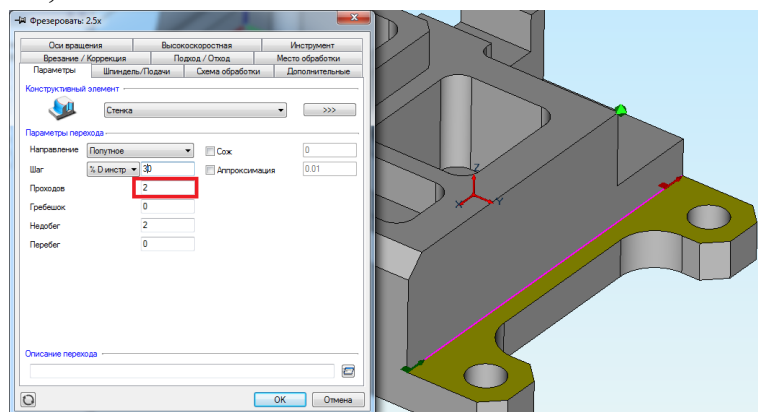 Фрезеровать: 2.5x
Оси вращения Высокоскоростная Инструмент
Врезание / Коррекция Подход / Отход Место обработки
Параметры Шпиндель/Подачи Схема обработки Дополнительные
Конструктивный элемент
Стенка >>>
Параметры перехода
Направление Попутное Сож 0
Шаг % D инстр 30 Аппроксимация 0.01
Проходов 2
Гребешок 0
Недобег 2
Перебег 0
Описание перехода
OK Отмена
Z
X Y